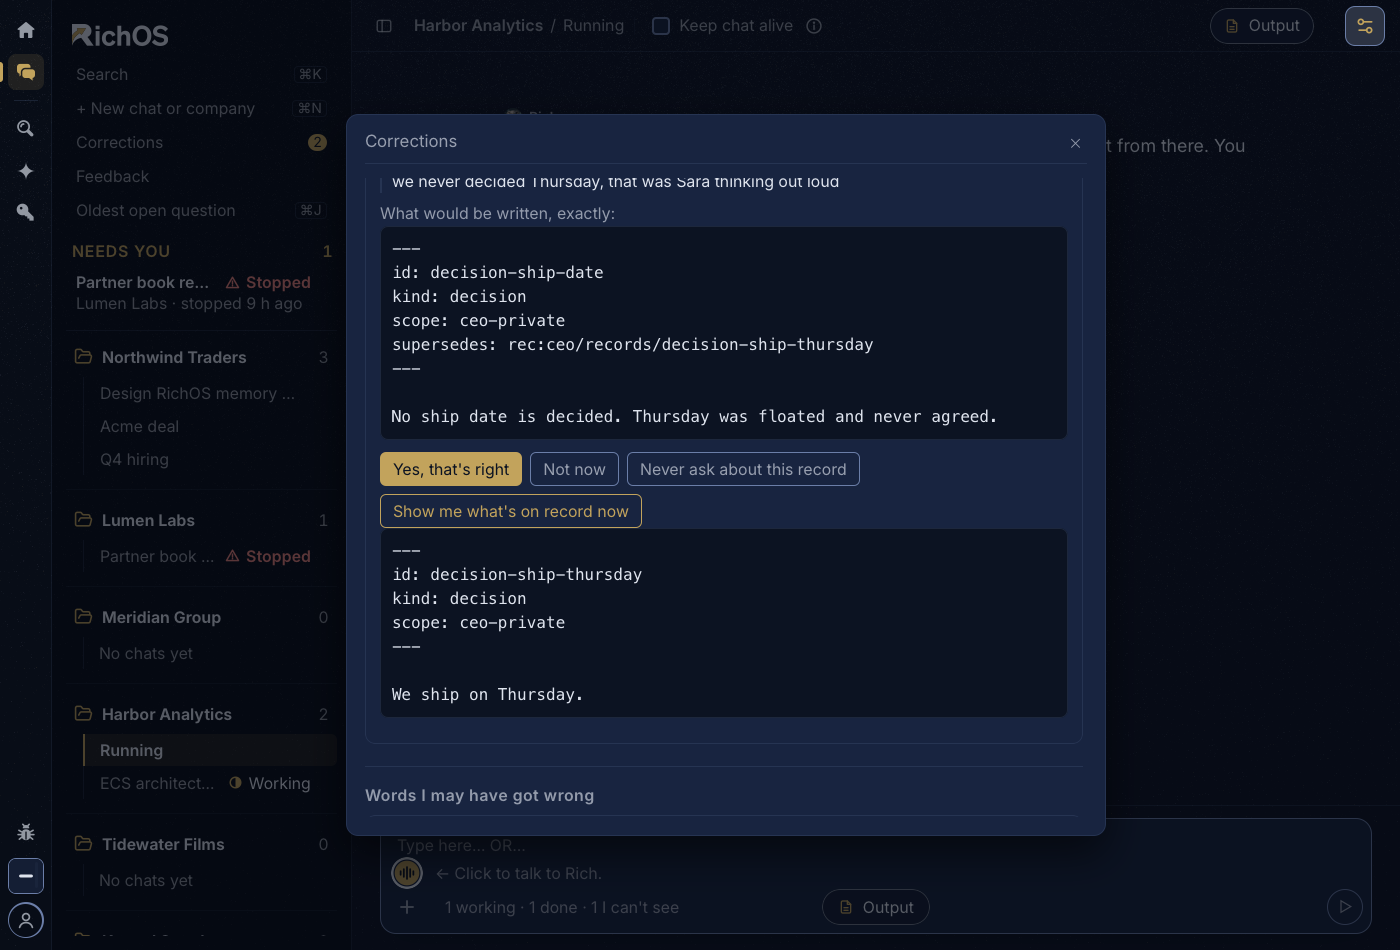 RichOS
Search ⌘K
+ New chat or company ⌘N
Corrections 2
Feedback
Oldest open question ⌘J
NEEDS YOU 1
Partner book re... Stopped
Lumen Labs · stopped 9 h ago
Northwind Traders 3
Design RichOS memory ...
Acme deal
Q4 hiring
Lumen Labs 1
Partner book ... Stopped
Meridian Group 0
No chats yet
Harbor Analytics 2
Running
ECS architect... Working
Tidewater Films 0
No chats yet
Harbor Analytics / Running
Keep chat alive
Output
t from there. You
Corrections
we never decided Thursday, that was Sara thinking out loud
What would be written, exactly:
---
id: decision-ship-date
kind: decision
scope: ceo-private
supersedes: rec:ceo/records/decision-ship-thursday
---
No ship date is decided. Thursday was floated and never agreed.
Yes, that's right
Not now
Never ask about this record
Show me what's on record now
---
id: decision-ship-thursday
kind: decision
scope: ceo-private
---
We ship on Thursday.
Words I may have got wrong
Type here... OR...
← Click to talk to Rich.
1 working · 1 done · 1 I can't see
Output